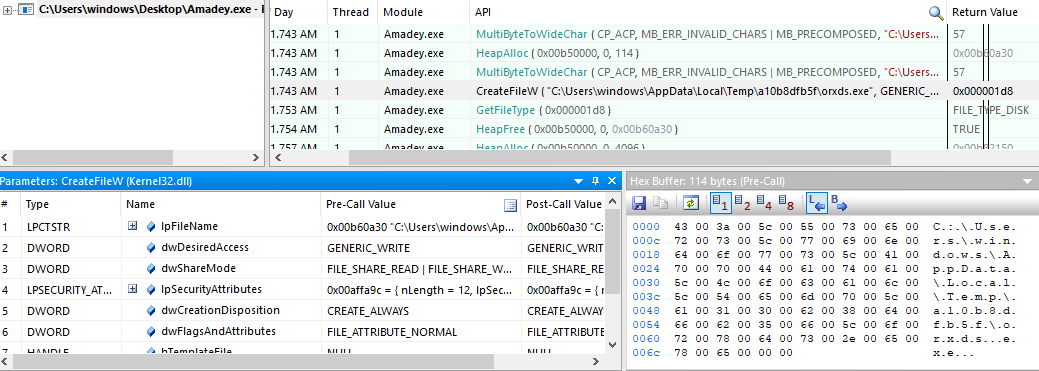 C:\Users\windows\Desktop\Amadey.exe - 
Day Thread Module API Return Value
1.743 AM 1 Amadey.exe MultiByteToWideChar ( CP_ACP, MB_ERR_INVALID_CHARS | MB_PRECOMPOSED, "C:\Users... 57
1.743 AM 1 Amadey.exe HeapAlloc ( 0x00b50000, 0, 114 ) 0x00b60a30
1.743 AM 1 Amadey.exe MultiByteToWideChar ( CP_ACP, MB_ERR_INVALID_CHARS | MB_PRECOMPOSED, "C:\Users... 57
1.743 AM 1 Amadey.exe CreateFileW ( "C:\Users\windows\AppData\Local\Temp\a10b8dfb5f\orxds.exe", GENERIC_... 0x000001d8
1.753 AM 1 Amadey.exe GetFileType ( 0x000001d8 ) FILE_TYPE_DISK
1.754 AM 1 Amadey.exe HeapFree ( 0x00b50000, 0, 0x00b60a30 ) TRUE
1.757 AM 1 Amadey.exe HeapAlloc ( 0x00b50000, 0, 4096 ) 0x00b62150
Parameters: CreateFileW (Kernel32.dll)
# Type Name Pre-Call Value Post-Call Value
1 LPCTSTR lpFileName 0x00b60a30 "C:\Users\windows\Ap... 0x00b60a30 "C:
2 DWORD dwDesiredAccess GENERIC_WRITE GENERIC_WRITE
3 DWORD dwShareMode FILE_SHARE_READ | FILE_SHARE_W... FILE_SHARE_REA
4 LPSECURITY_AT... lpSecurityAttributes 0x00affa9c = { nLength = 12, lpSec... 0x00affa9c = { n
5 DWORD dwCreationDisposition CREATE_ALWAYS CREATE_ALWAYS
6 DWORD dwFlagsAndAttributes FILE_ATTRIBUTE_NORMAL FILE_ATTRIBUTE
7 HANDLE hTemplateFile NULL NULL
Hex Buffer: 114 bytes (Pre-Call)
1 2 4 8 L B
0000 43 00 3a 00 5c 00 55 00 73 00 65 00 C.:.\.U.s.e.
000c 72 00 73 00 5c 00 77 00 69 00 6e 00 r.s.\.w.i.n.
0018 64 00 6f 00 77 00 73 00 5c 00 41 00 d.o.w.s.\.A.
0024 70 00 70 00 44 00 61 00 74 00 61 00 p.p.D.a.t.a.
0030 5c 00 4c 00 6f 00 63 00 61 00 6c 00 \.L.o.c.a.l.
003c 5c 00 54 00 65 00 6d 00 70 00 5c 00 \.T.e.m.p.\.
0048 61 00 31 00 30 00 62 00 38 00 64 00 a.1.0.b.8.d.
0054 66 00 62 00 35 00 66 00 5c 00 6f 00 f.b.5.f.\.o.
0060 72 00 78 00 64 00 73 00 2e 00 65 00 r.x.d.s...e.
006c 78 00 65 00 00 00 x.e...